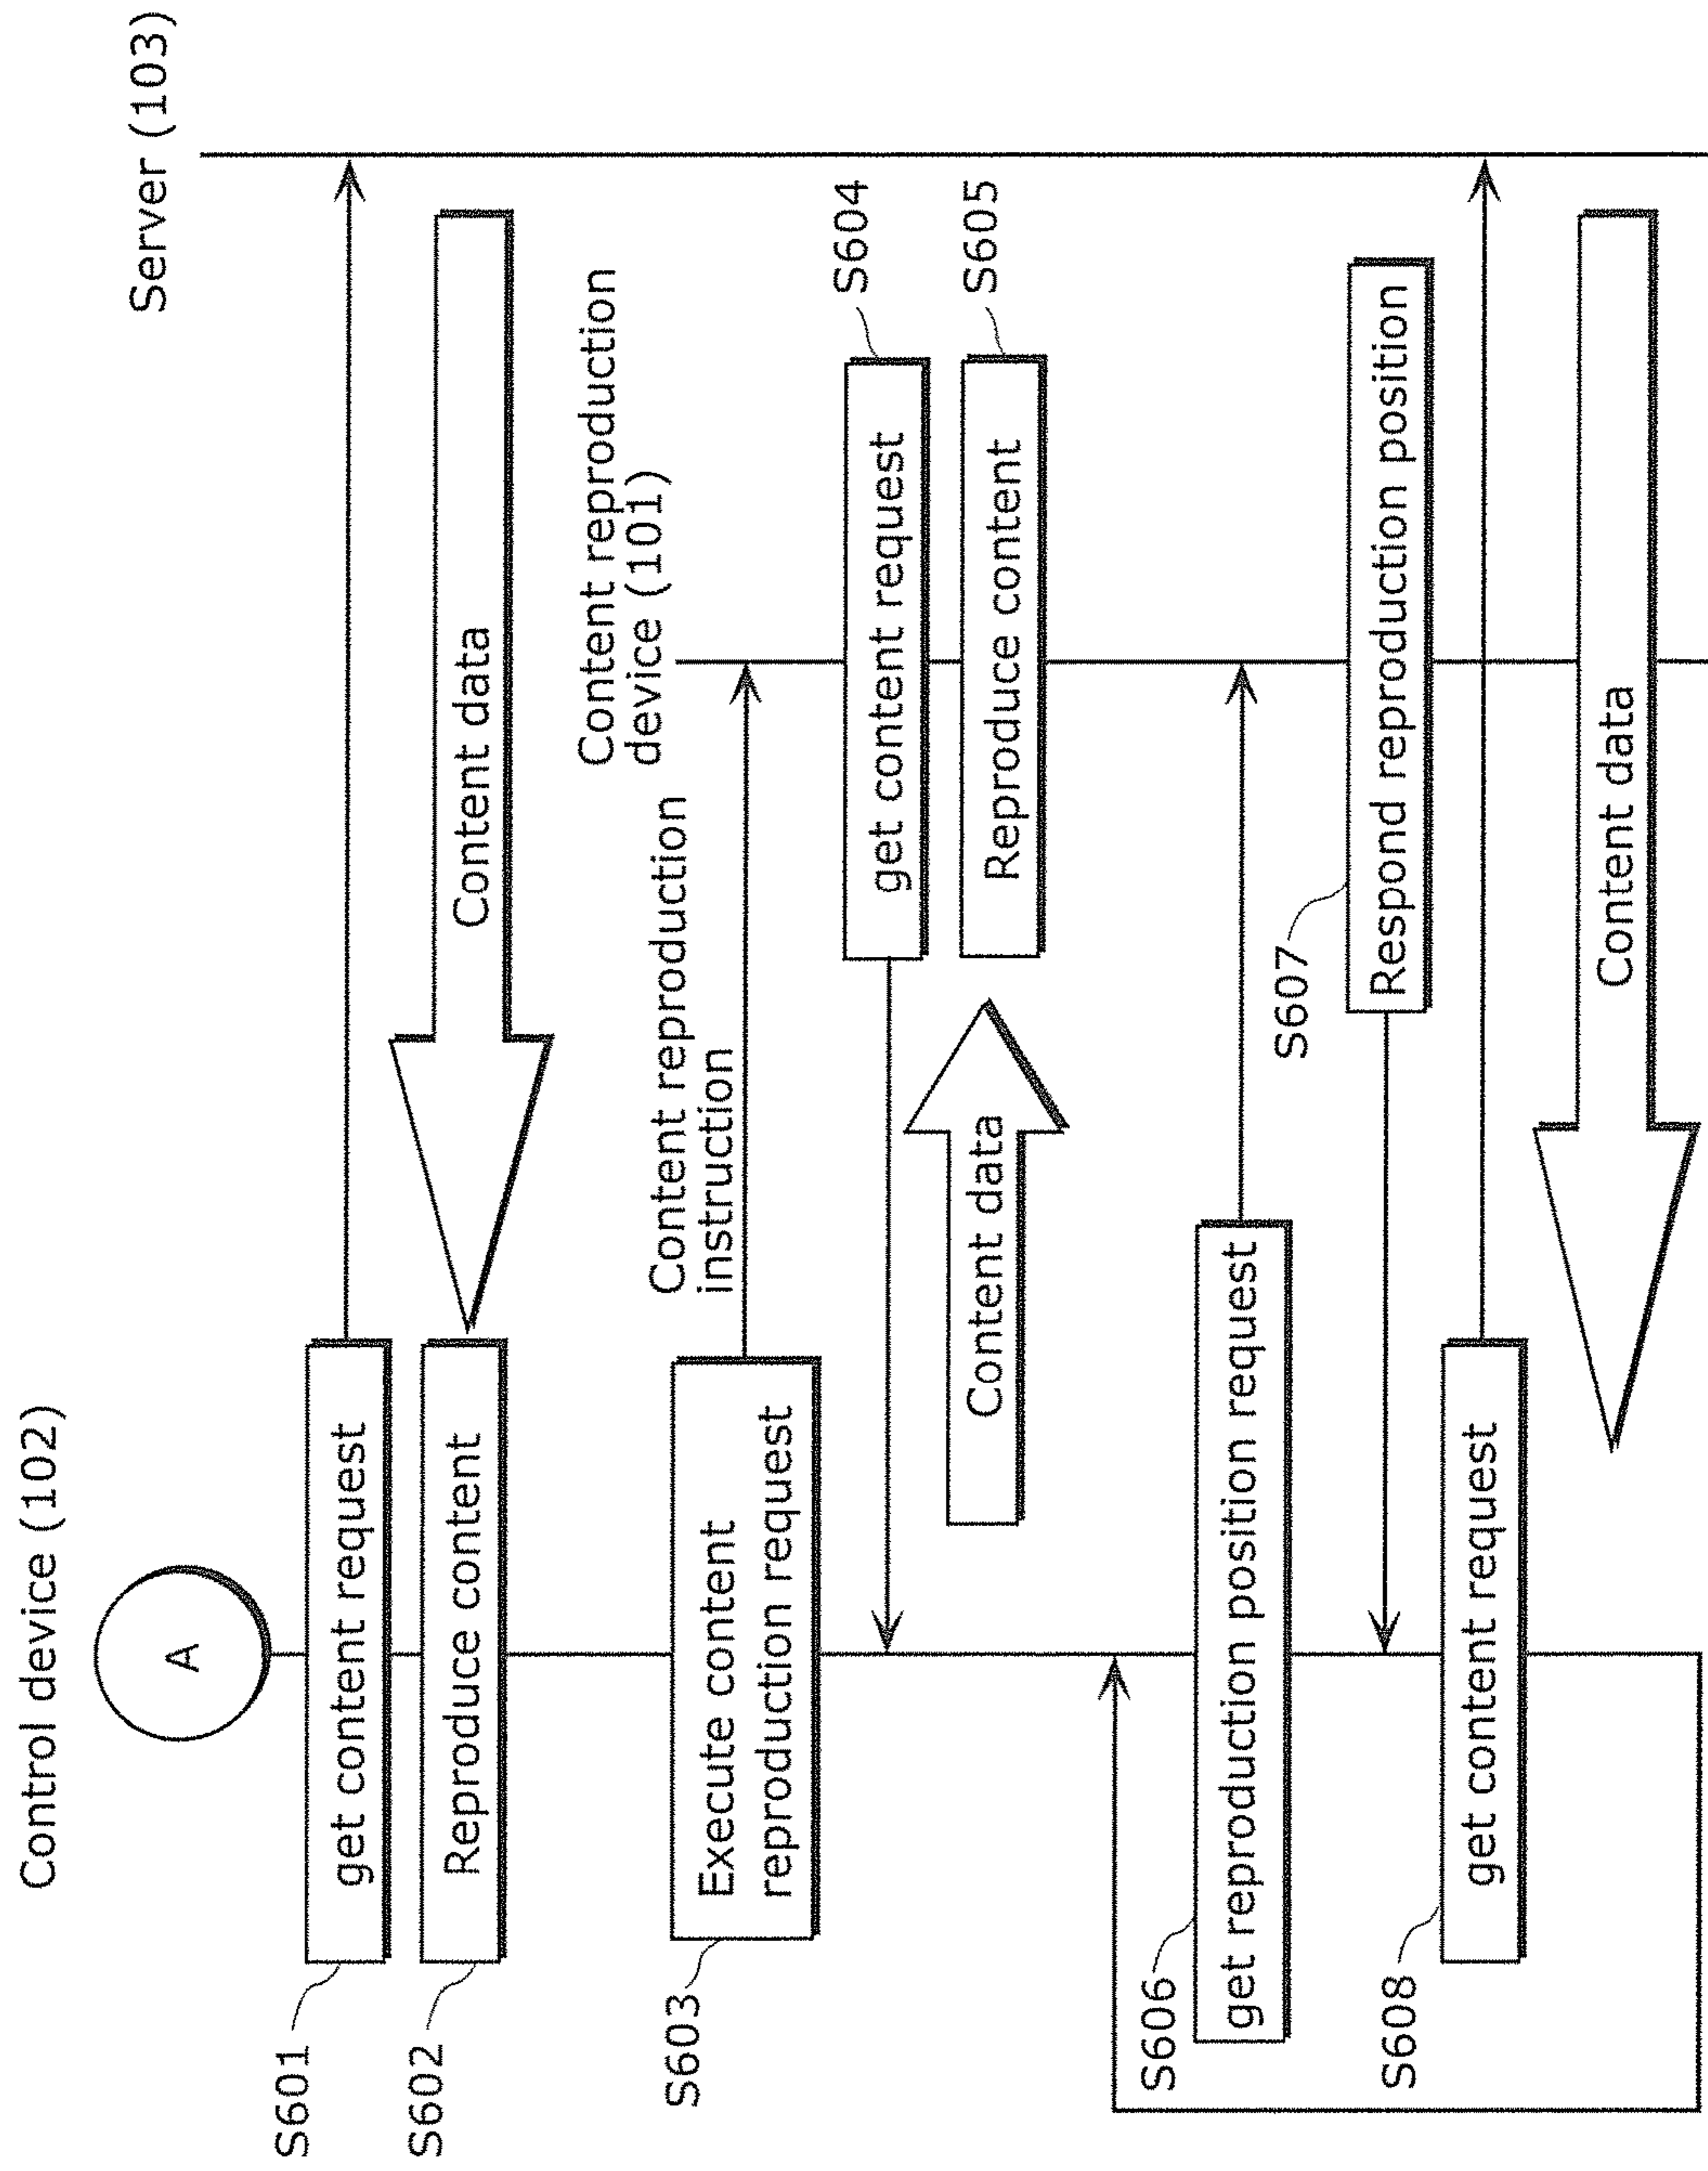 Control device (102)
Server (103)
A
S601
get content request
S602
Reproduce content
Content data
Content reproduction
device (101)
S603
Execute content
reproduction request
Content reproduction
instruction
get content request
S604
Reproduce content
S605
Content data
S606
get reproduction position request
S607
Respond reproduction position
S608
get content request
Content data